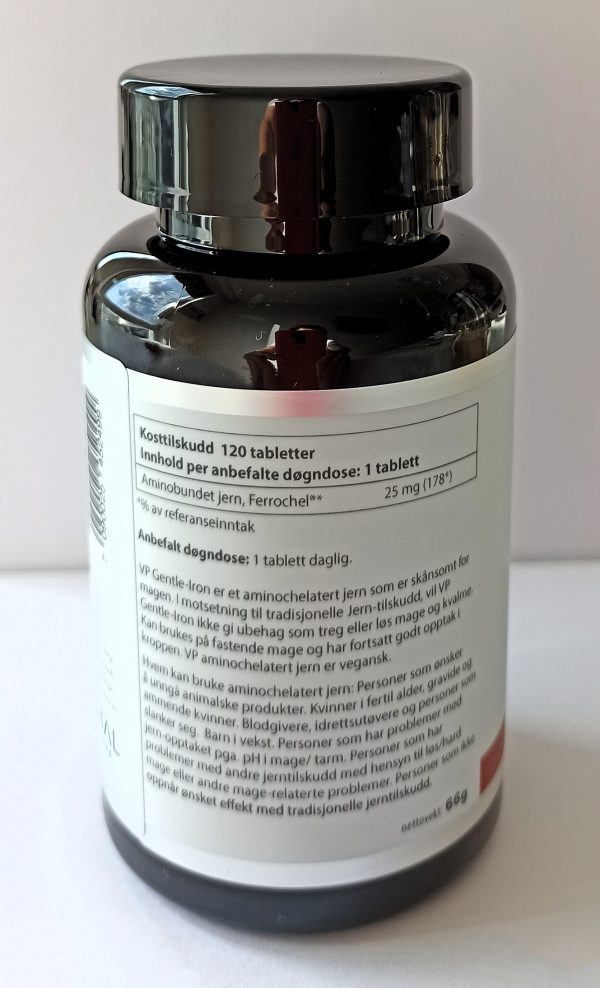 Kosttilskudd 120 tabletter
Innhold per anbefalte døgndose: 1 tablett
Aminobundet jern, Ferrochel®* 25 mg (178*)
*% av referanseinntak
Anbefalt døgndose: 1 tablett daglig.
VP Gentle-Iron er et aminochelatert jern som er skånsomt for
magen. I motsetning til tradisjonelle Jern-tilskudd, vil VP
Gentle-Iron ikke gi ubehag som treg eller løs mage og kvalme.
Kan brukes på fastende mage og har fortsatt godt opptak i
kroppen. VP aminochelatert jern er vegansk.
Hvem kan bruke aminochelatert jern: Personer som ønsker
å unngå animalske produkter. Kvinner i fertil alder, gravide og
ammende kvinner. Blodgivere, idrettsutøvere og personer som
slanker seg. Barn i vekst. Personer som har problemer med
jern opptaket pga. pH i mage/ tarm. Personer som har
problemer med andre jerntilskudd med hensyn til løs/hard
mage eller andre mage-relaterte problemer. Personer som ikke
oppnår ønsket effekt med tradisjonelle jerntilskudd.
nettovekt: 66g